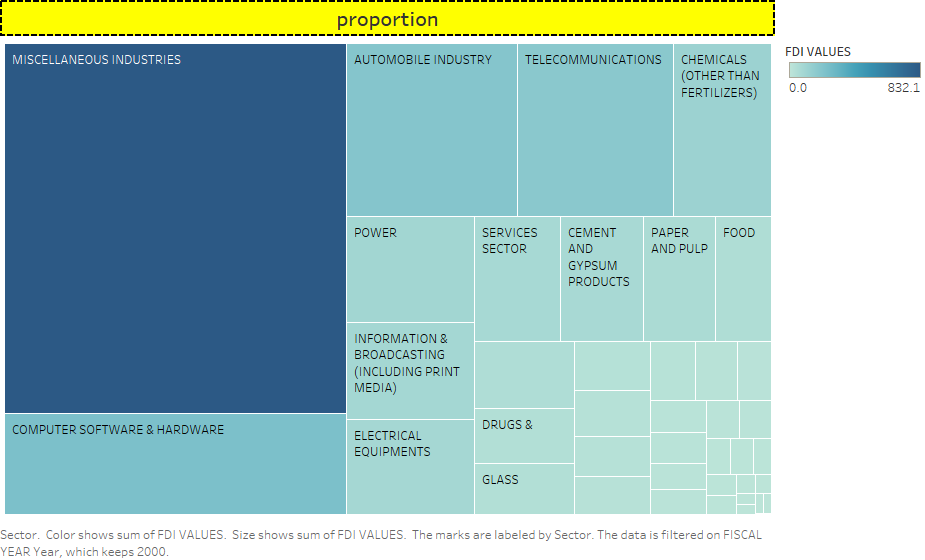 proportion
MISCELLANEOUS INDUSTRIES
AUTOMOBILE INDUSTRY
TELECOMMUNICATIONS
CHEMICALS
(OTHER THAN
FERTILIZERS)
FDI VALUES
0.0
832.1
POWER
SERVICES
SECTOR
CEMENT
AND
GYPSUM
PRODUCTS
PAPER
AND PULP
FOOD
INFORMATION &
BROADCASTING
(INCLUDING PRINT
MEDIA)
COMPUTER SOFTWARE & HARDWARE
ELECTRICAL
EQUIPMENTS
DRUGS &
GLASS
Sector.  Color shows sum of FDI VALUES.  Size shows sum of FDI VALUES.  The marks are labeled by Sector. The data is filtered on FISCAL
YEAR Year, which keeps 2000.